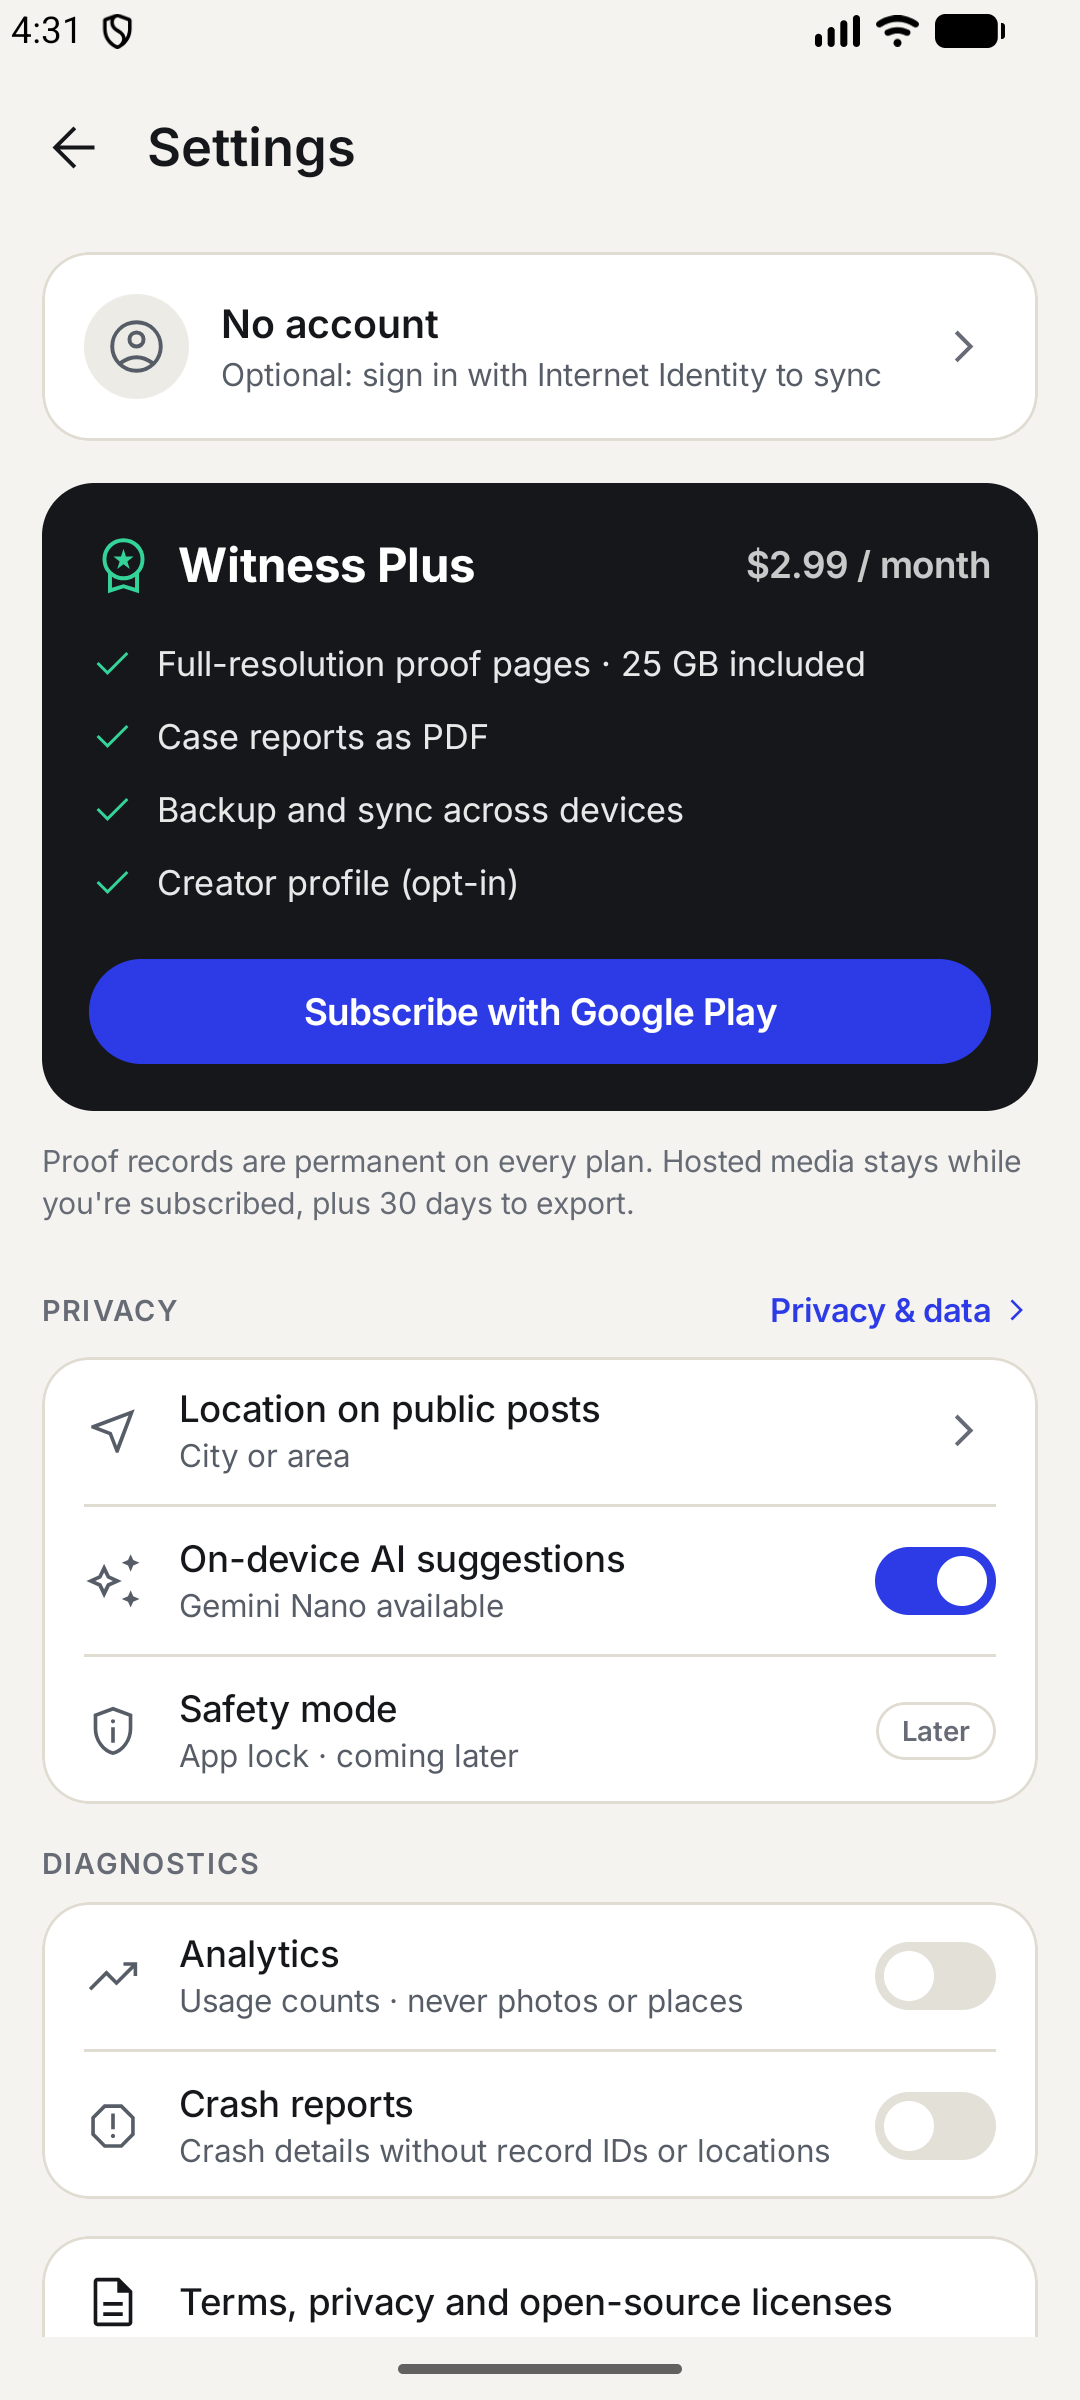 4:31
Settings
No account
Optional: sign in with Internet Identity to sync
Witness Plus
$2.99 / month
Full-resolution proof pages · 25 GB included
Case reports as PDF
Backup and sync across devices
Creator profile (opt-in)
Subscribe with Google Play
Proof records are permanent on every plan. Hosted media stays while
you're subscribed, plus 30 days to export.
PRIVACY
Privacy & data
Location on public posts
City or area
On-device AI suggestions
Gemini Nano available
Safety mode
App lock · coming later
Later
DIAGNOSTICS
Analytics
Usage counts · never photos or places
Crash reports
Crash details without record IDs or locations
Terms, privacy and open-source licenses